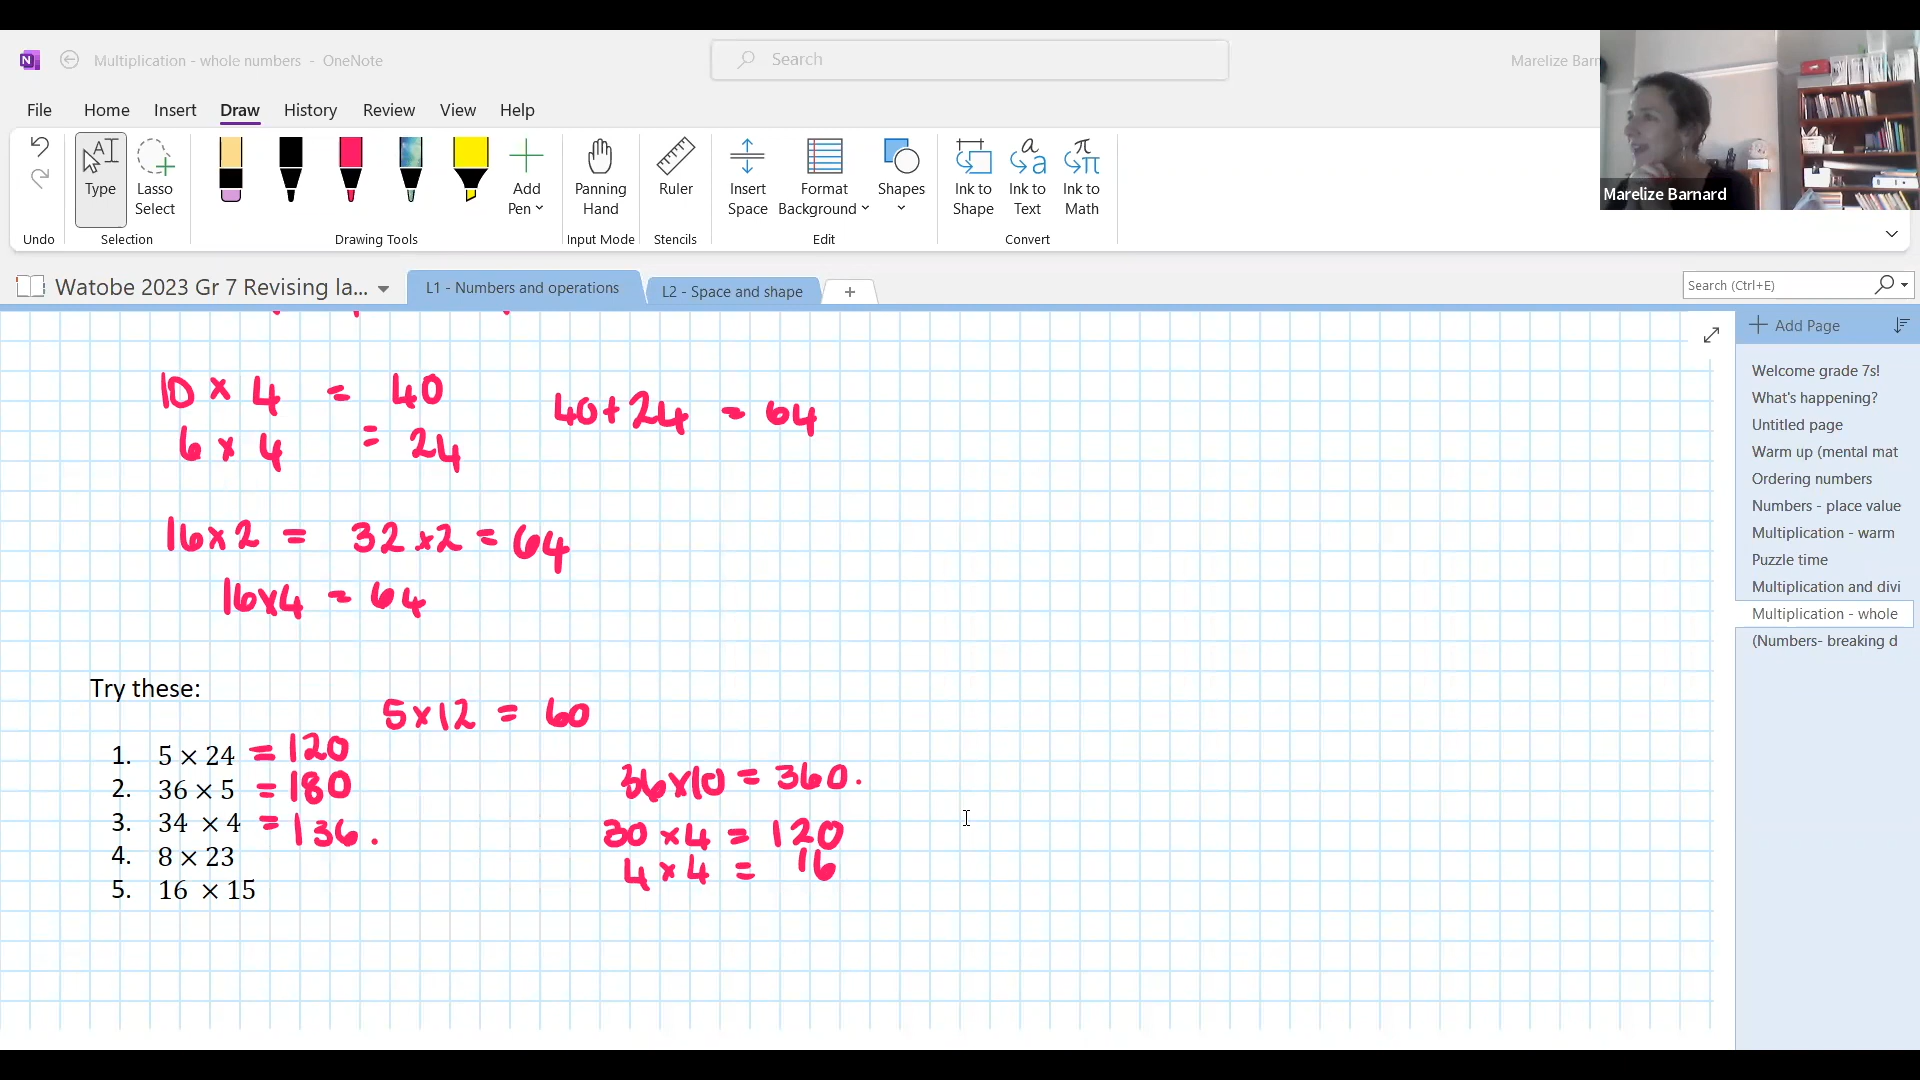 Multiplication - whole numbers - OneNote
Search
Marelize Barn
File Home Insert Draw History Review View Help
Type
Lasso Select
Add Pen
Panning Hand
Ruler
Insert Space
Format Background
Shapes
Ink to Shape
Ink to Text
Ink to Math
Undo Selection Drawing Tools Input Mode Stencils Edit Convert
Marelize Barnard
Watobe 2023 Gr 7 Revising la... L1 - Numbers and operations L2 - Space and shape
Search (Ctrl+E)
Add Page
Welcome grade 7s!
What's happening?
Untitled page
Warm up (mental mat
Ordering numbers
Numbers - place value
Multiplication - warm
Puzzle time
Multiplication and divi
Multiplication - whole
(Numbers- breaking d
10 × 4 = 40
6 × 4 = 24
40+24 = 64
16×2 = 32×2 = 64
16×4 = 64
Try these:
5×12 = 60
1. 5 × 24 = 120
2. 36 × 5 = 180
3. 34 × 4 = 136.
4. 8 × 23
5. 16 × 15
36×10 = 360.
30 ×4 = 120
4 × 4 = 16